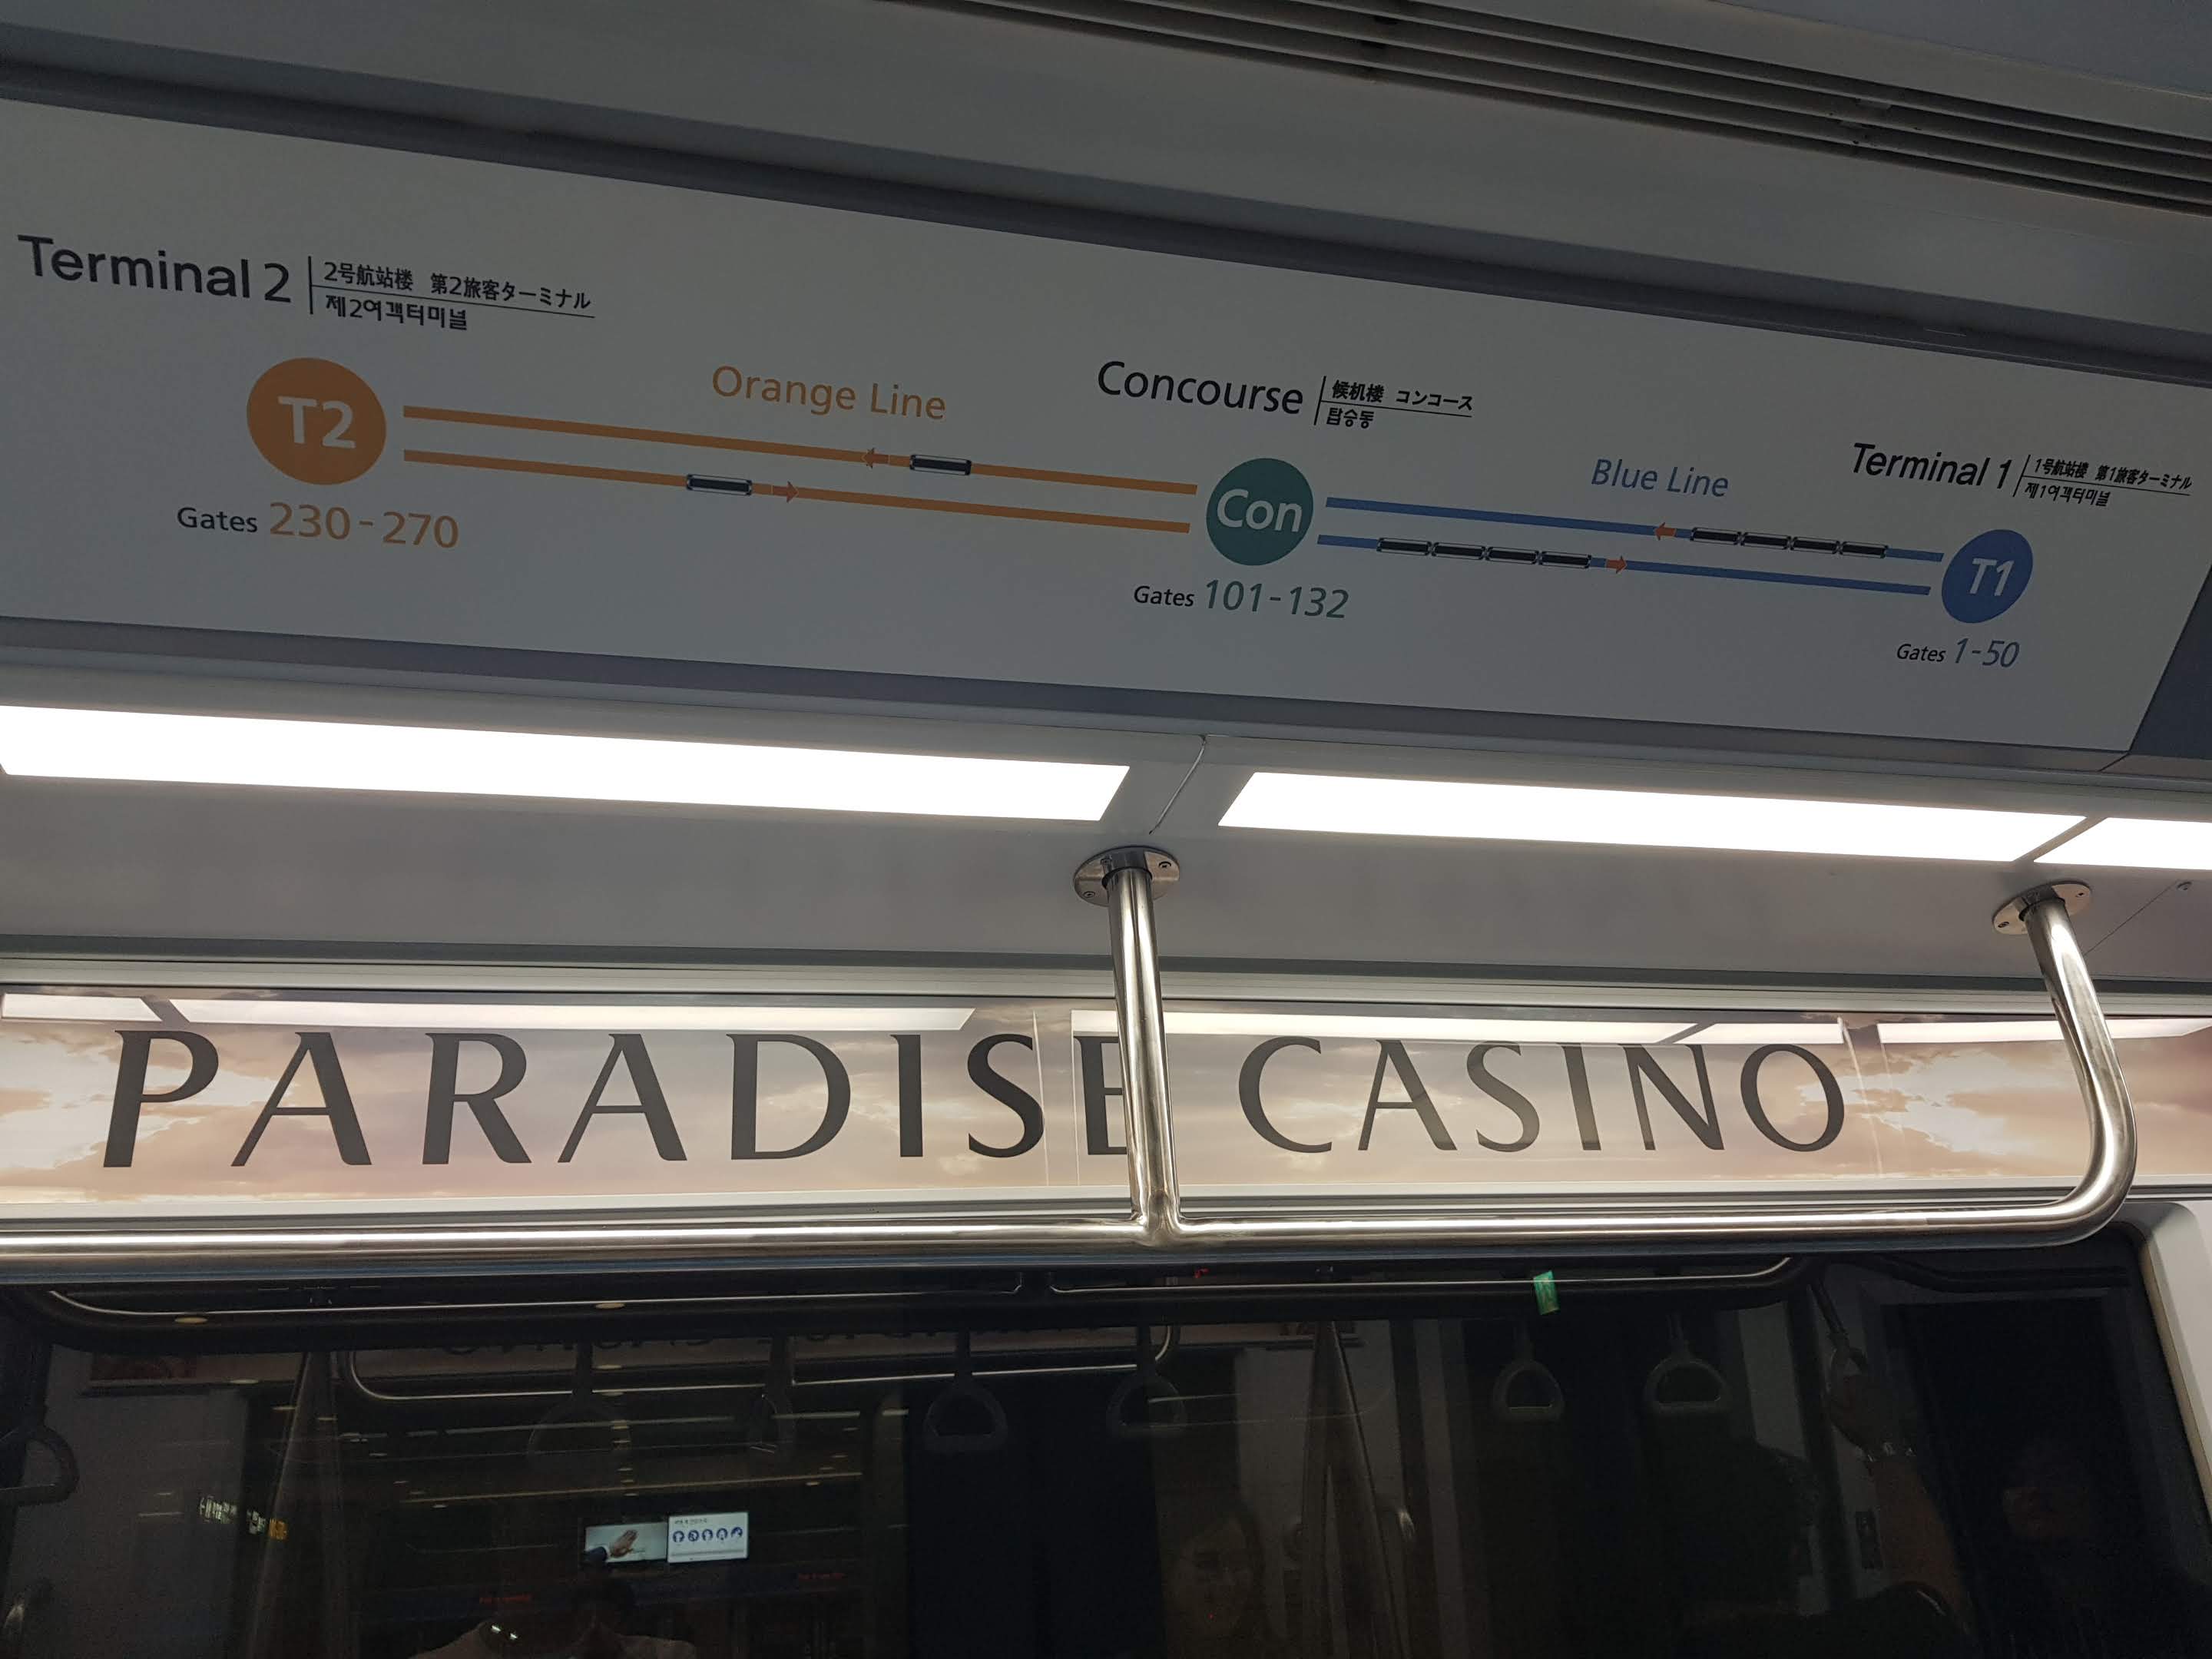 Terminal 2
2号航站楼 第2旅客ターミナル
제2여객터미널
T2
Gates 230-270
Orange Line
Concourse
候机楼 コンコース
탑승동
Con
Gates 101-132
Blue Line
Terminal 1
1号航站楼 第1旅客ターミナル
제1여객터미널
T1
Gates 1-50
PARADISE CASINO